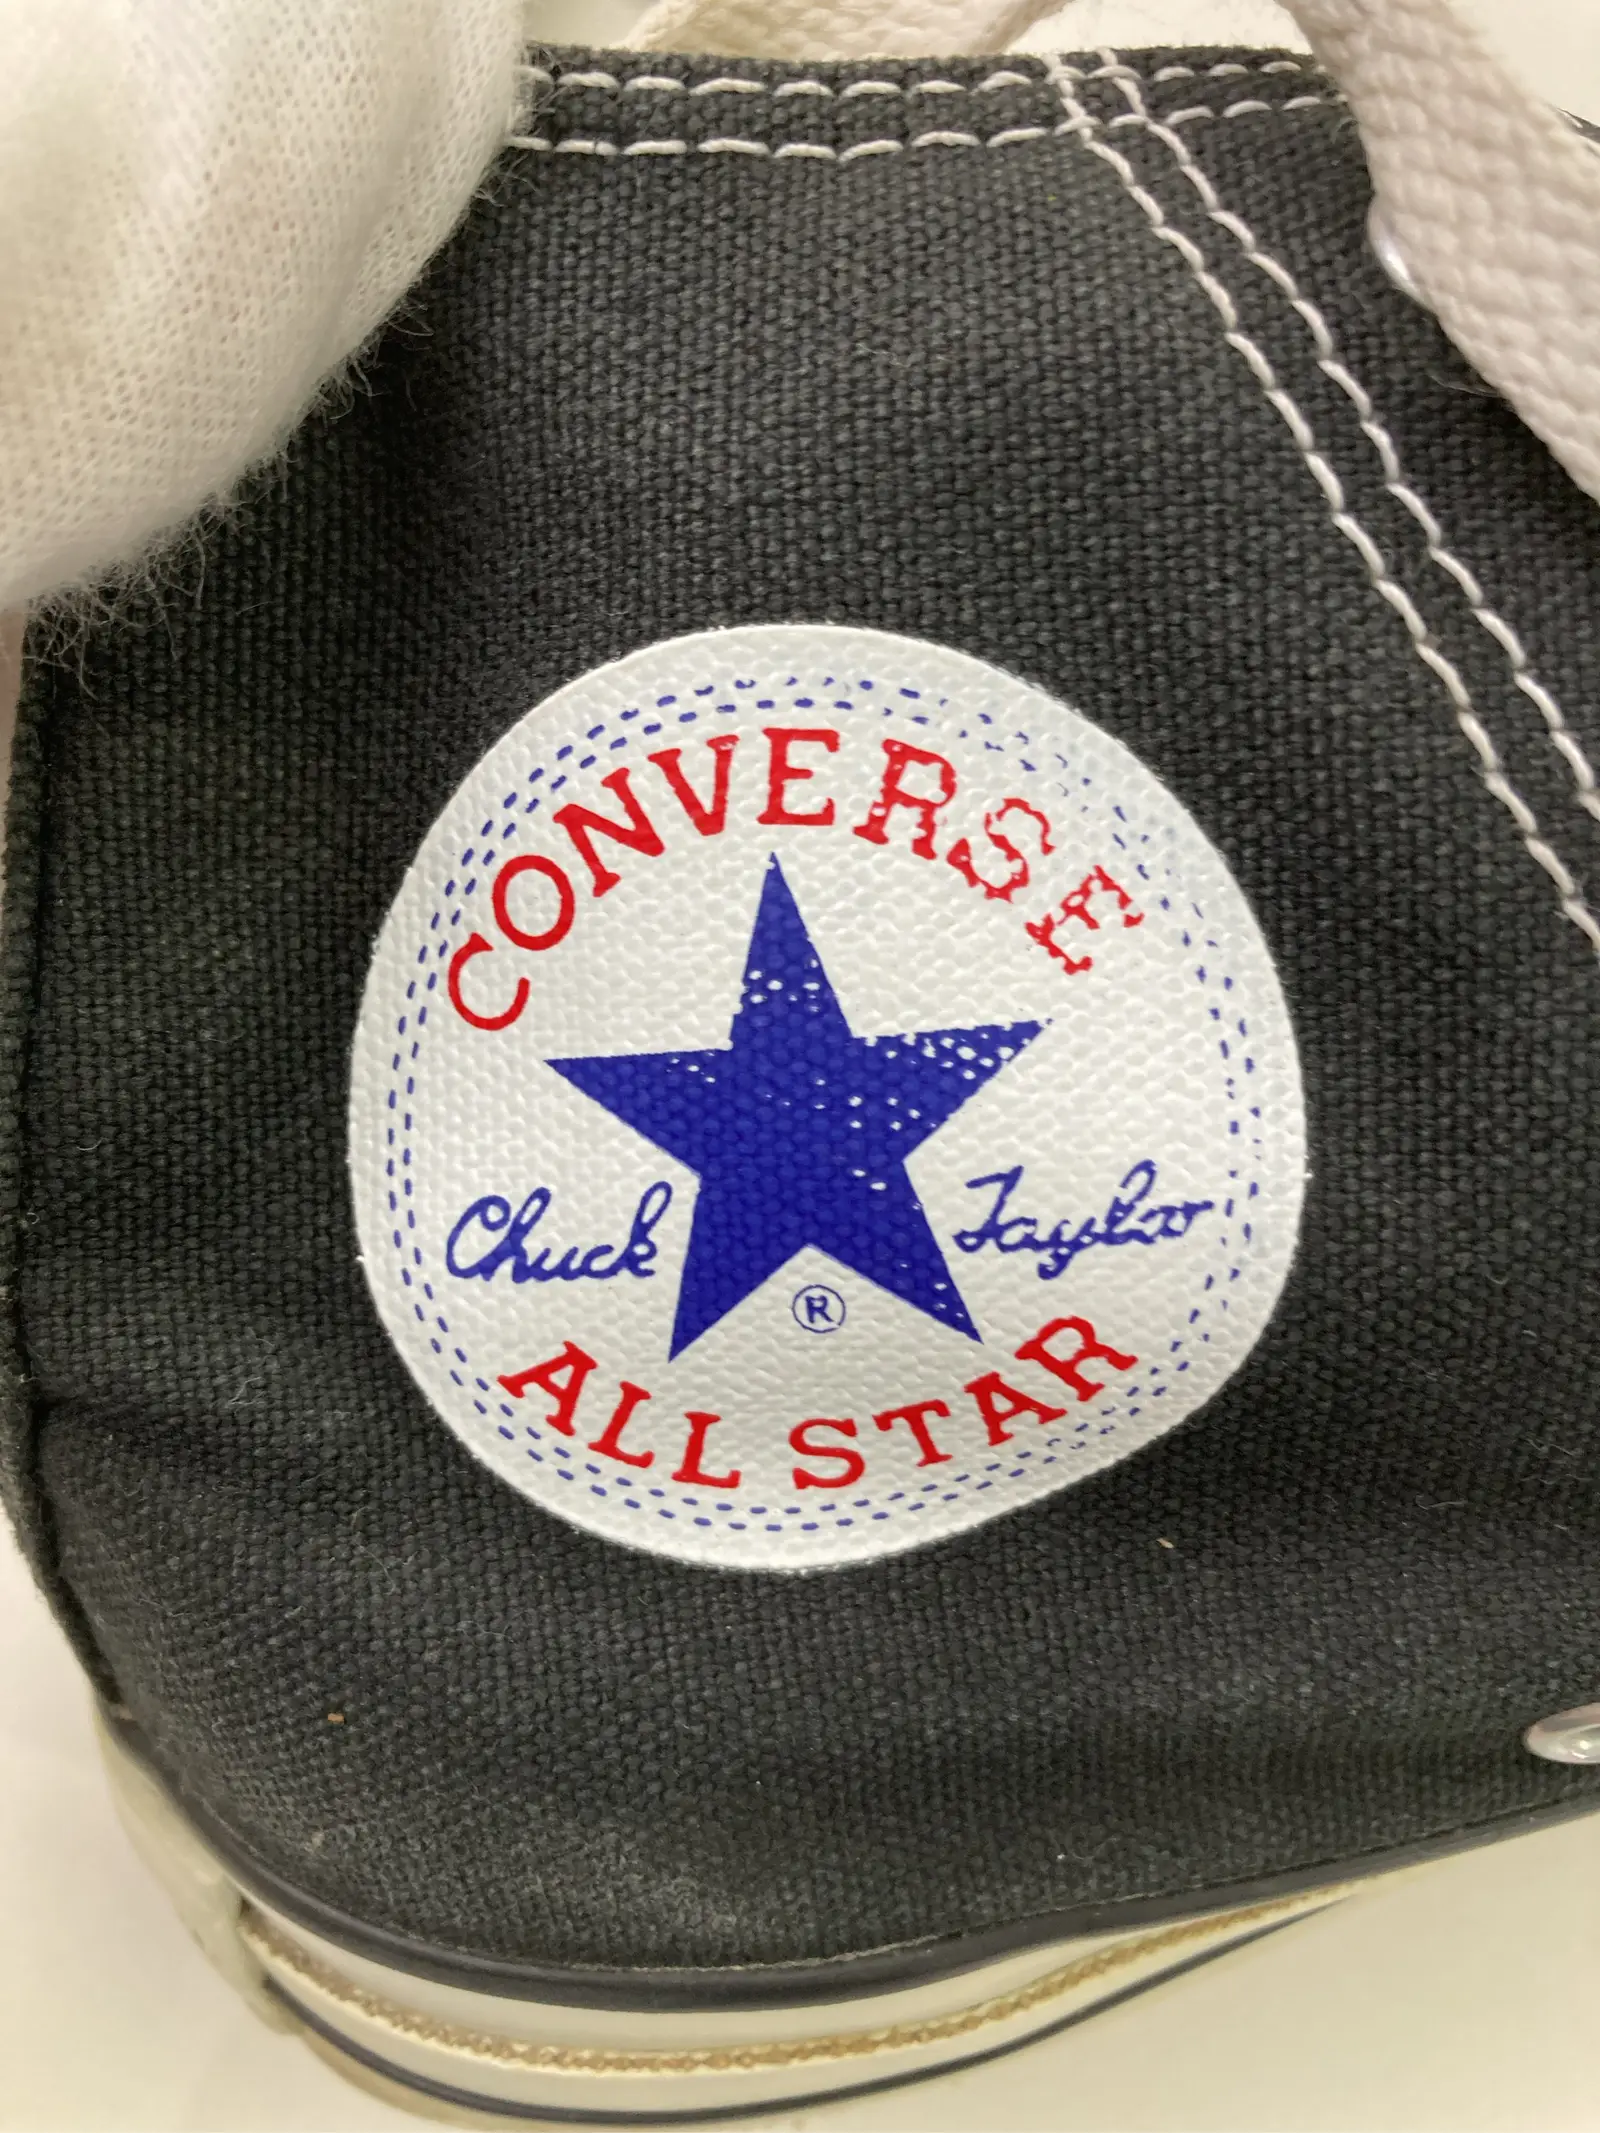 CONVERSE
Chuck Taylor
®
ALL STAR